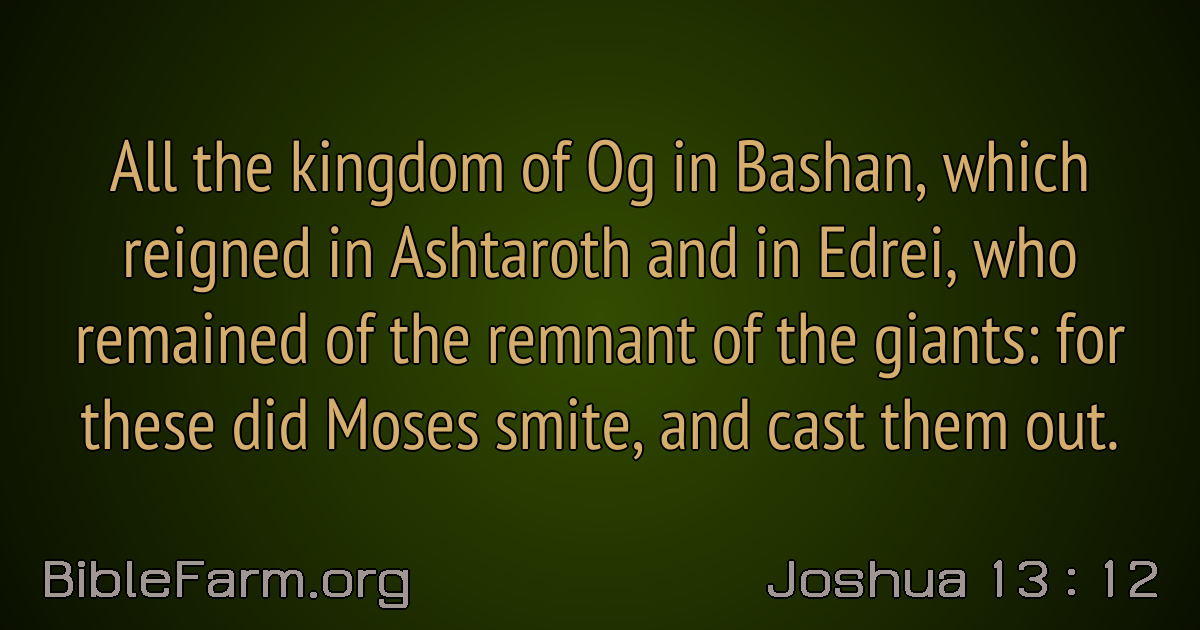 All the kingdom of Og in Bashan, which
reigned in Ashtaroth and in Edrei, who
remained of the remnant of the giants: for
these did Moses smite, and cast them out.
BibleFarm.org
Joshua 13 : 12